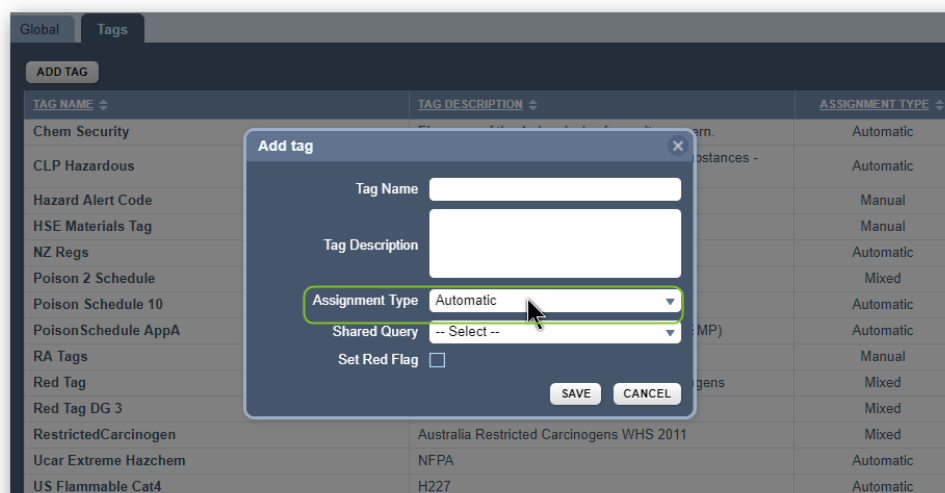 Global Tags
ADD TAG
TAG NAME TAG DESCRIPTION ASSIGNMENT TYPE
Chem Security ern. Automatic
CLP Hazardous bstances - Automatic
Hazard Alert Code Manual
HSE Materials Tag Manual
NZ Regs Automatic
Poison 2 Schedule Mixed
Poison Schedule 10 Automatic
PoisonSchedule AppA MP) Automatic
RA Tags Manual
Red Tag gens Mixed
Red Tag DG 3 Mixed
RestrictedCarcinogen Australia Restricted Carcinogens WHS 2011 Mixed
Ucar Extreme Hazchem NFPA Automatic
US Flammable Cat4 H227 Automatic
Add tag
Tag Name
Tag Description
Assignment Type Automatic
Shared Query -- Select --
Set Red Flag
SAVE CANCEL